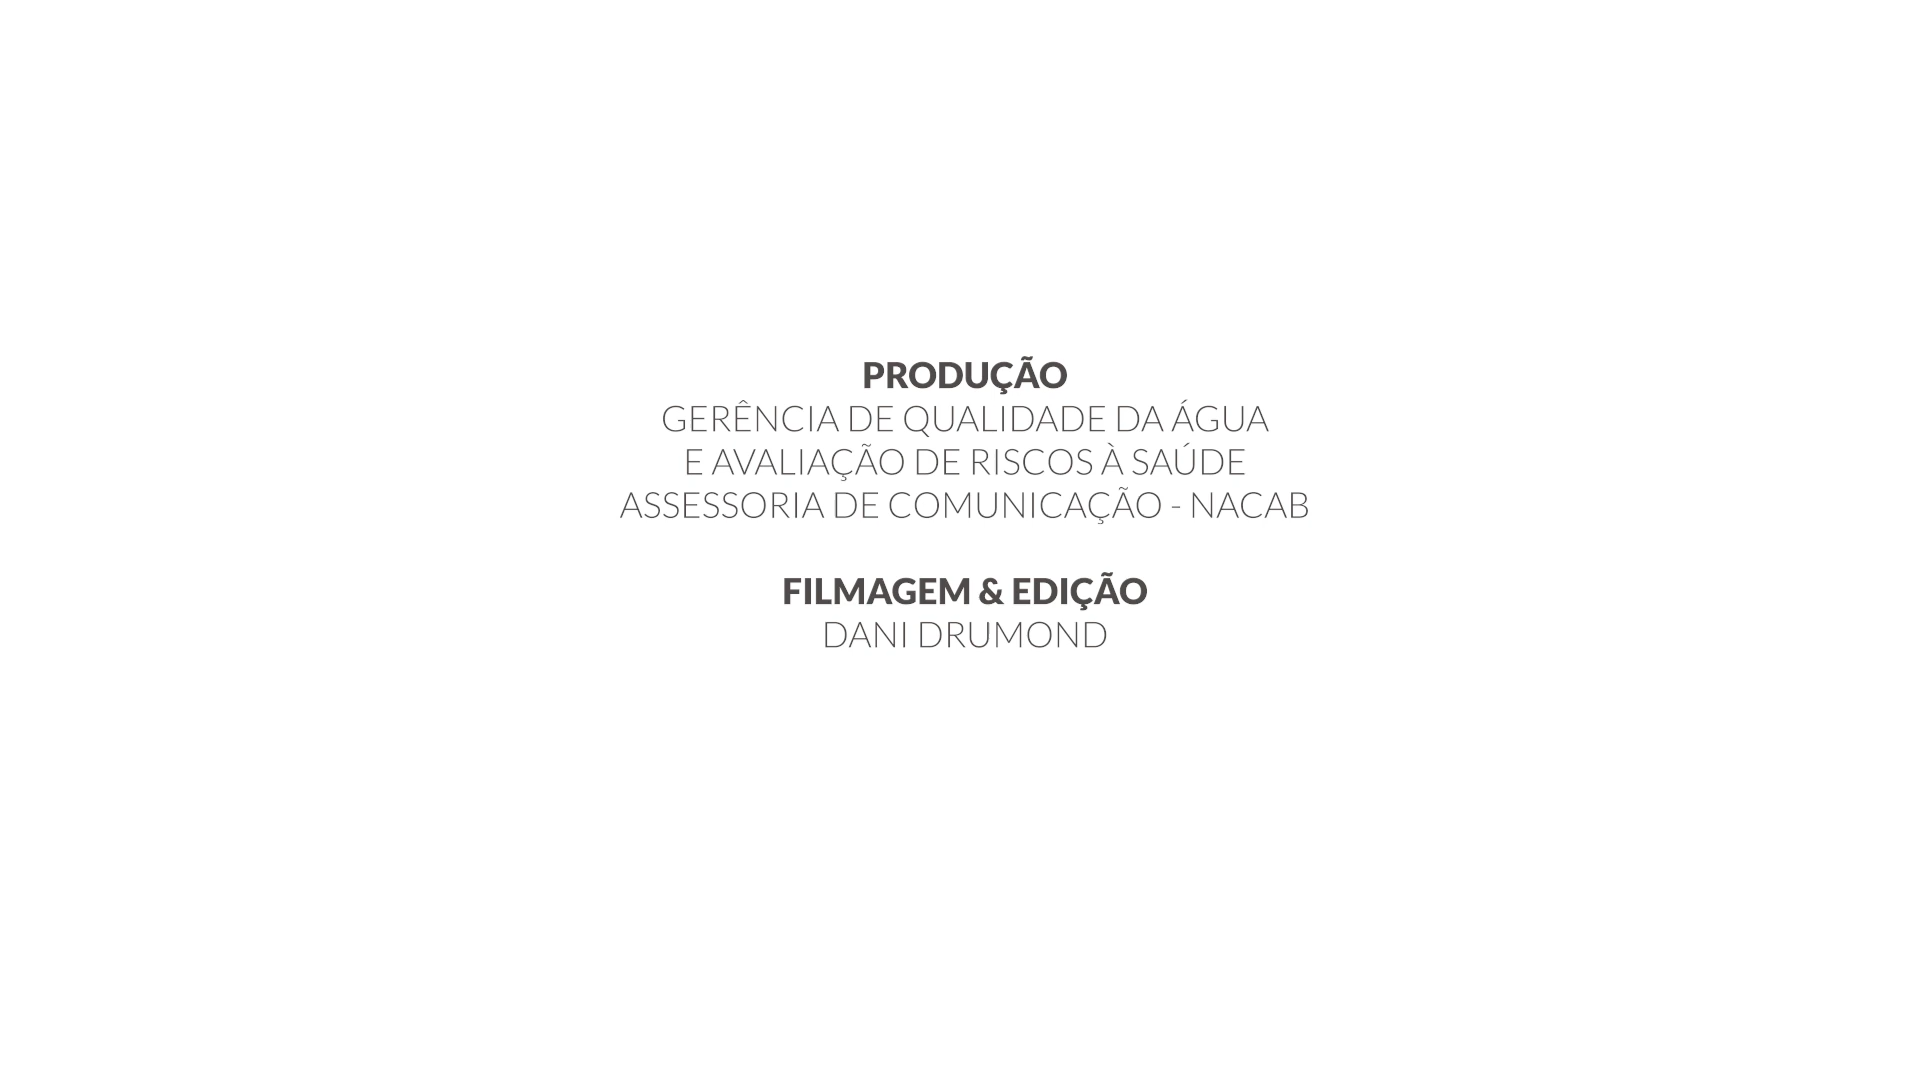 PRODUÇÃO
GERÊNCIA DE QUALIDADE DA ÁGUA
E AVALIAÇÃO DE RISCOS À SAÚDE
ASSESSORIA DE COMUNICAÇÃO - NACAB
FILMAGEM & EDIÇÃO
DANI DRUMOND